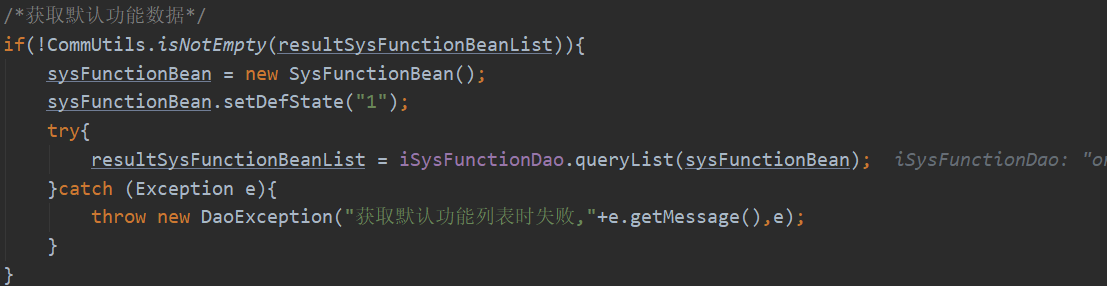 /*获取默认功能数据*/
if(!CommUtils.isNotEmpty(resultSysFunctionBeanList)){
    sysFunctionBean = new SysFunctionBean();
    sysFunctionBean.setDefState("1");
    try{
        resultSysFunctionBeanList = iSysFunctionDao.queryList(sysFunctionBean);  iSysFunctionDao: "or
    }catch (Exception e){
        throw new DaoException("获取默认功能列表时失败,"+e.getMessage(),e);
    }
}